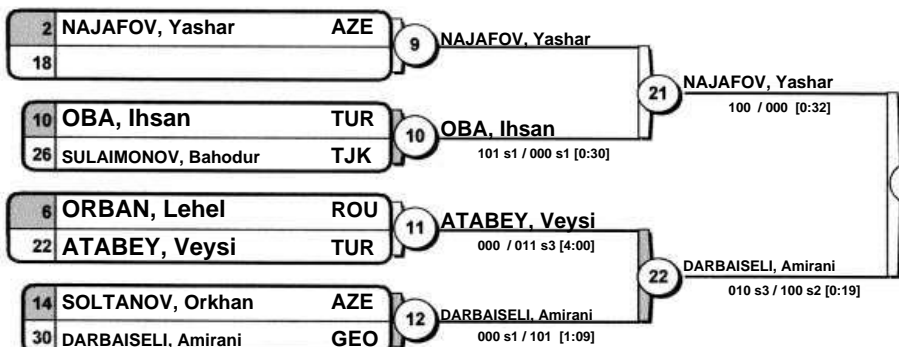 2 NAJAFOV, Yashar AZE
18
9 NAJAFOV, Yashar
10 OBA, Ihsan TUR
26 SULAIMONOV, Bahodur TJK
10 OBA, Ihsan
101 s1 / 000 s1 [0:30]
21 NAJAFOV, Yashar
100 / 000 [0:32]
6 ORBAN, Lehel ROU
22 ATABEY, Veysi TUR
11 ATABEY, Veysi
000 / 011 s3 [4:00]
14 SOLTANOV, Orkhan AZE
30 DARBAISELI, Amirani GEO
12 DARBAISELI, Amirani
000 s1 / 101 [1:09]
22 DARBAISELI, Amirani
010 s3 / 100 s2 [0:19]